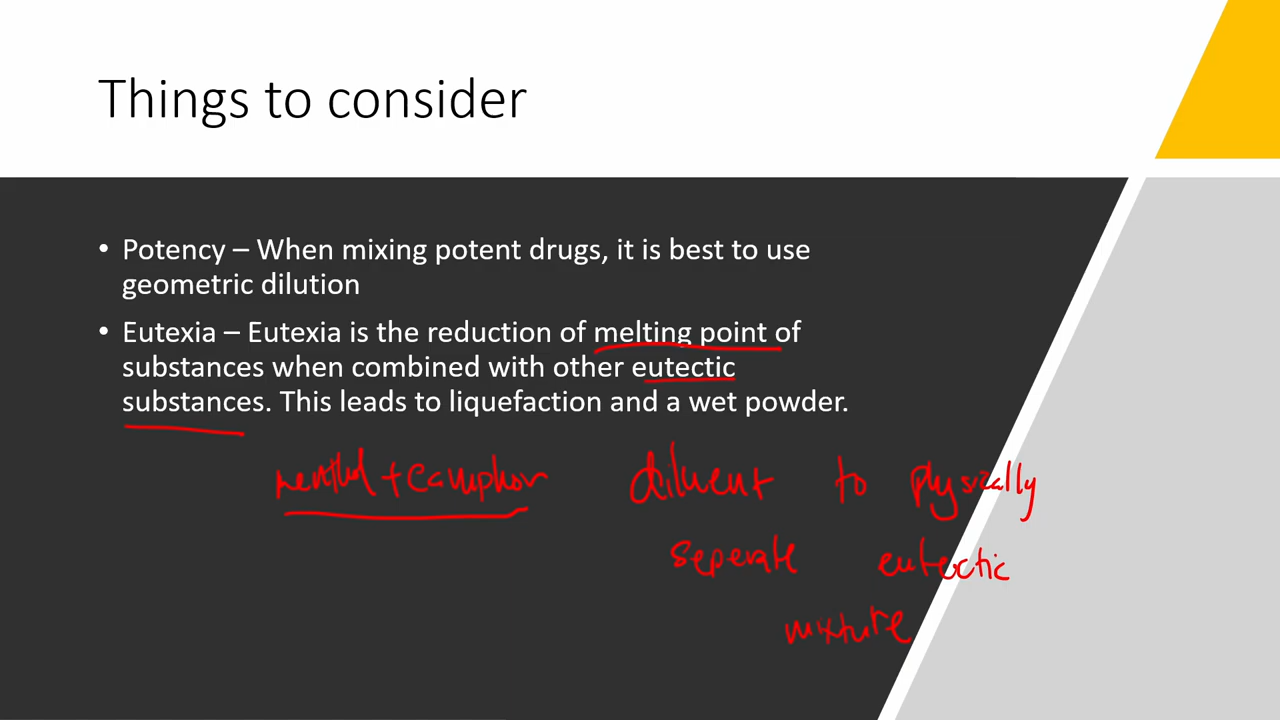 Things to consider
• Potency – When mixing potent drugs, it is best to use
geometric dilution
• Eutexia – Eutexia is the reduction of melting point of
substances when combined with other eutectic
substances. This leads to liquefaction and a wet powder.
menthol + camphor diluent to physically
seperate eutectic
mixture